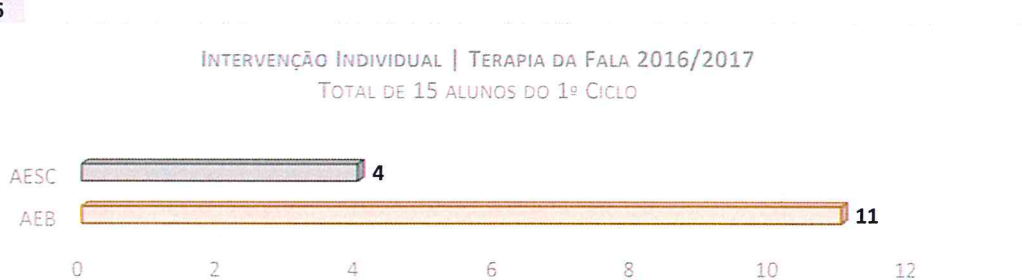 INTERVENÇÃO INDIVIDUAL | TERAPIA DA FALA 2016/2017
TOTAL DE 15 ALUNOS DO 1º CICLO
AESC 4
AEB 11
0 2 4 6 8 10 12